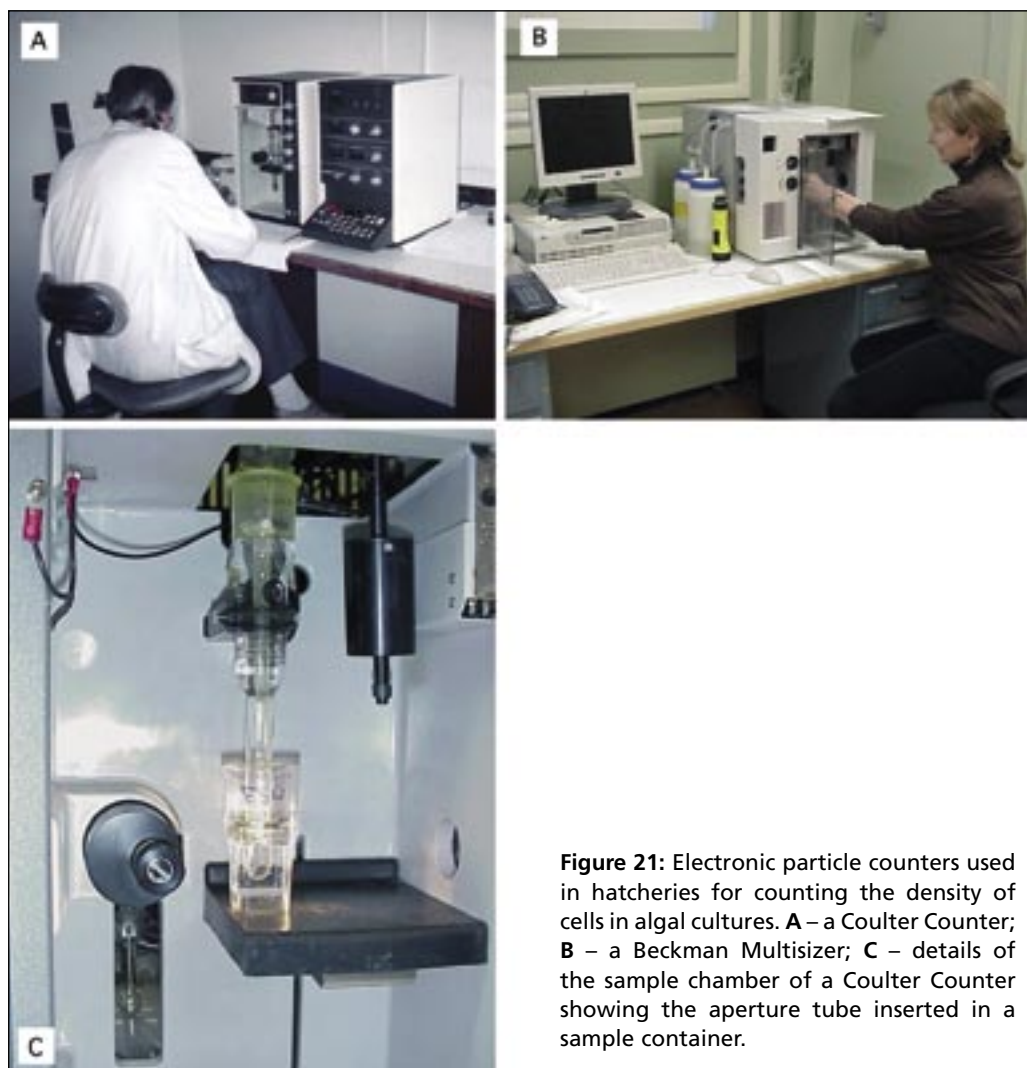 A
B
C
Figure 21: Electronic particle counters used
in hatcheries for counting the density of
cells in algal cultures. A – a Coulter Counter;
B – a Beckman Multisizer; C – details of
the sample chamber of a Coulter Counter
showing the aperture tube inserted in a
sample container.